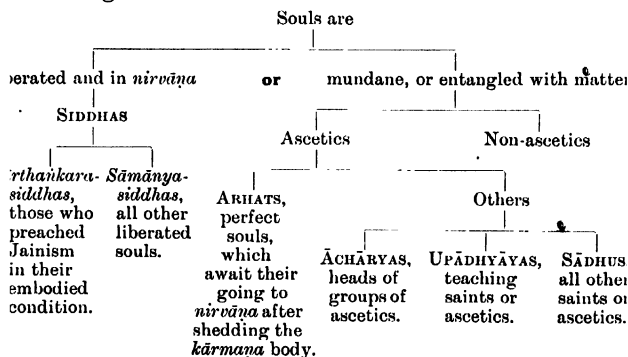 Souls are
erated and in nirvāṇa or mundane, or entangled with matter
SIDDHAS
Ascetics Non-ascetics
rthaṅkara-
siddhas,
those who
preached
Jainism
in their
embodied
condition.
Sāmānya-
siddhas,
all other
liberated
souls.
ARHATS,
perfect
souls,
which
await their
going to
nirvāṇa after
shedding the
kārmaṇa body.
Others
ĀCHĀRYAS,
heads of
groups of
ascetics.
UPĀDHYĀYAS,
teaching
saints or
ascetics.
SĀDHUS,
all other
saints or
ascetics.